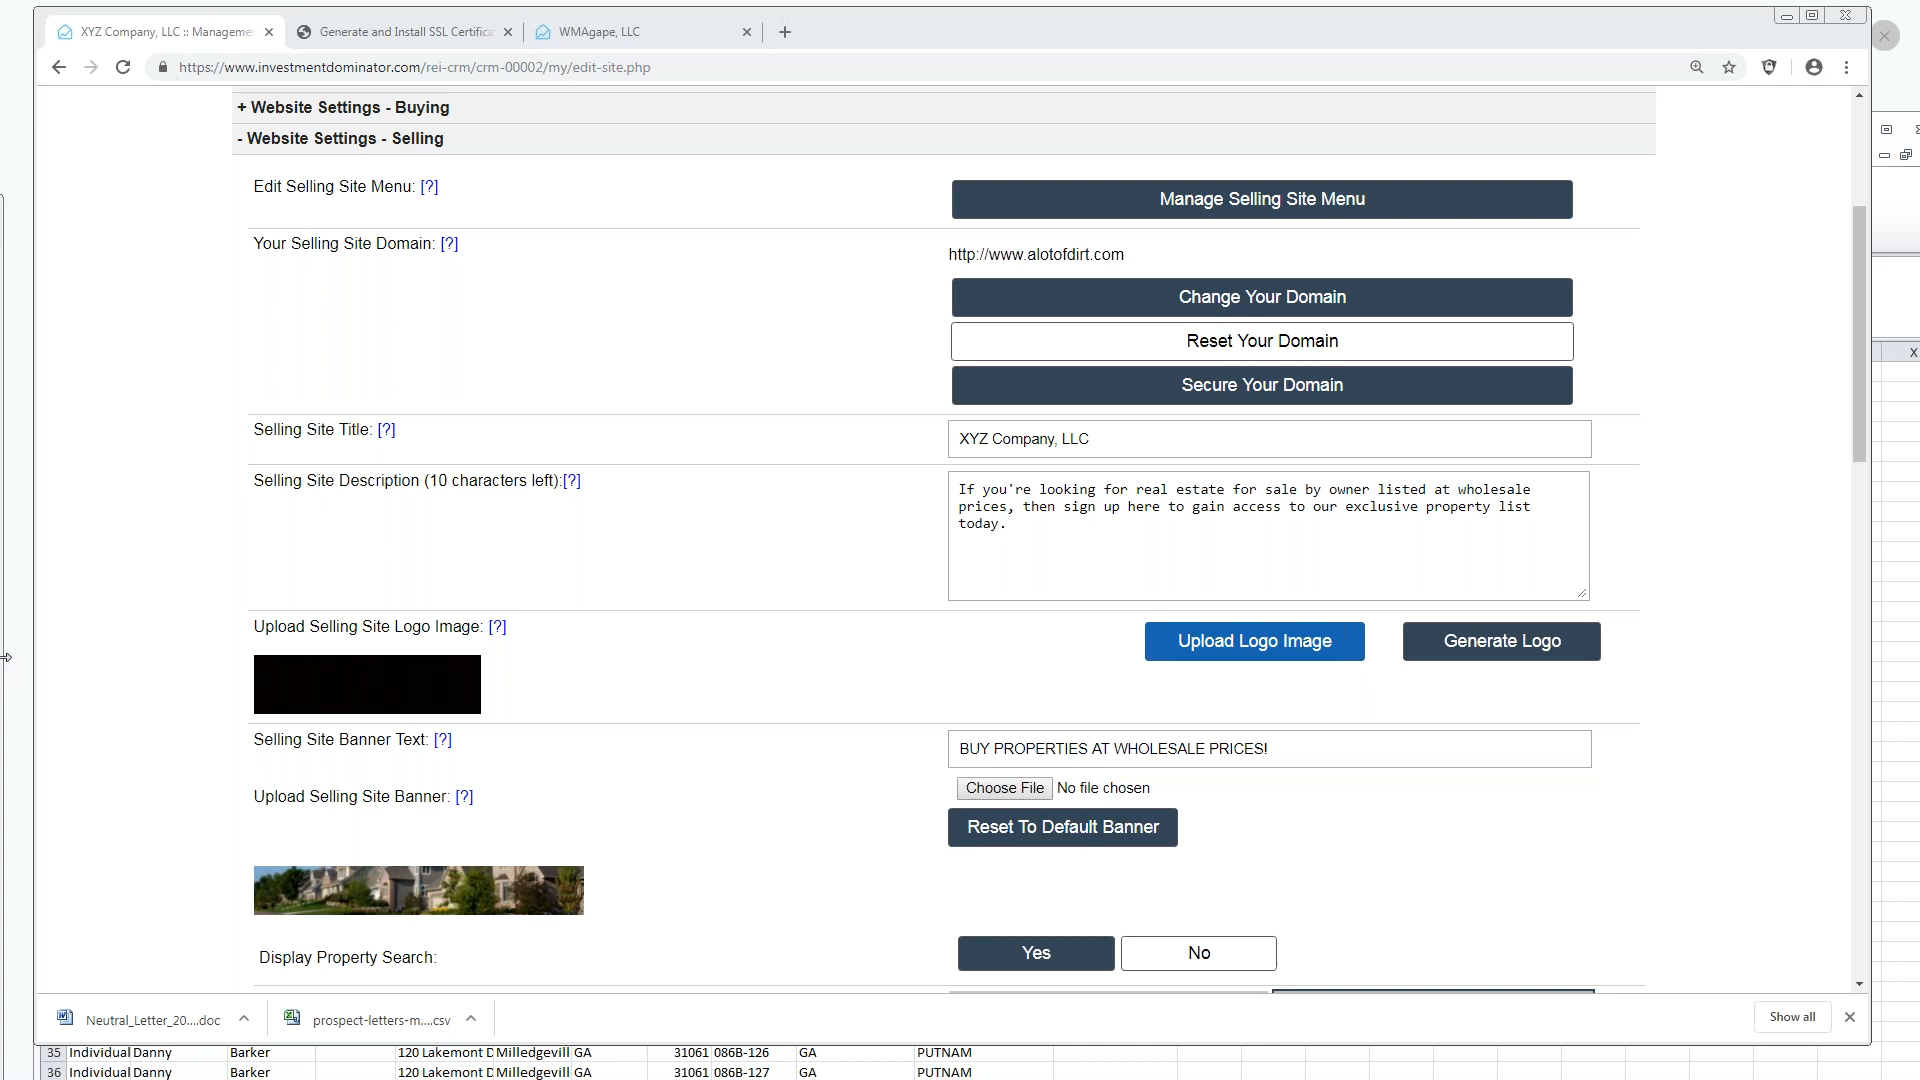 XYZ Company, LLC :: Manageme
Generate and Install SSL Certifica
WMAgape, LLC
https://www.investmentdominator.com/rei-crm/crm-00002/my/edit-site.php
+ Website Settings - Buying
- Website Settings - Selling
Edit Selling Site Menu: [?]
Manage Selling Site Menu
Your Selling Site Domain: [?]
http://www.alotofdirt.com
Change Your Domain
Reset Your Domain
Secure Your Domain
Selling Site Title: [?]
XYZ Company, LLC
Selling Site Description (10 characters left):[?]
If you're looking for real estate for sale by owner listed at wholesale
prices, then sign up here to gain access to our exclusive property list
today.
Upload Selling Site Logo Image: [?]
Upload Logo Image
Generate Logo
Selling Site Banner Text: [?]
BUY PROPERTIES AT WHOLESALE PRICES!
Upload Selling Site Banner: [?]
Choose File No file chosen
Reset To Default Banner
Display Property Search:
Yes
No
X
Neutral_Letter_20....doc
prospect-letters-m....csv
Show all
35 Individual Danny Barker 120 Lakemont D Milledgevill GA 31061 086B-126 GA PUTNAM
36 Individual Danny Barker 120 Lakemont D Milledgevill GA 31061 086B-127 GA PUTNAM